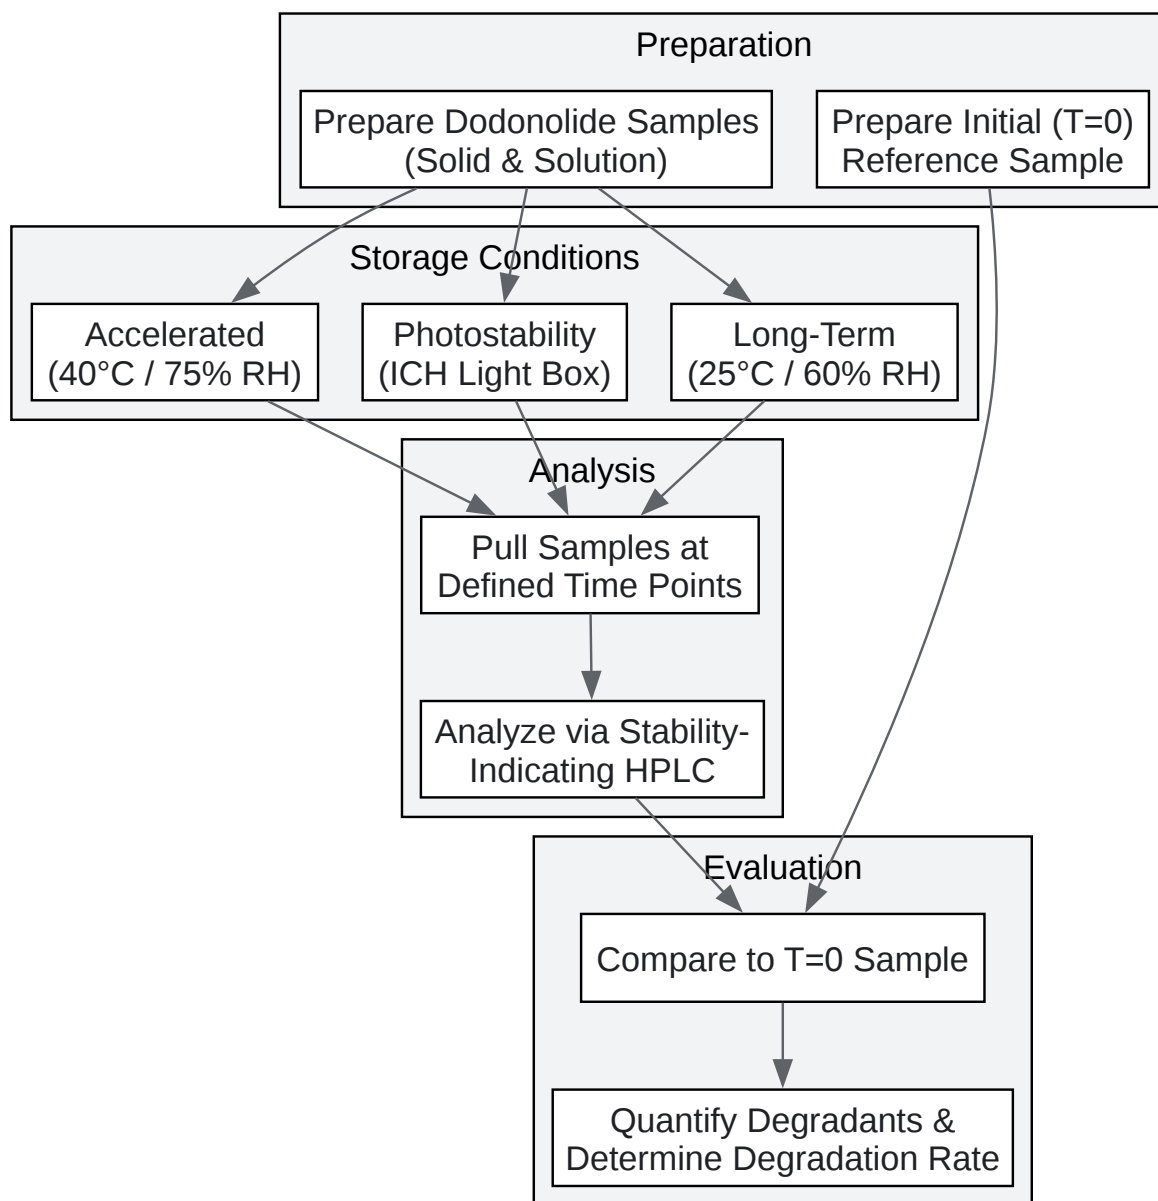 Preparation
Prepare Dodonolide Samples
(Solid & Solution)
Prepare Initial (T=0)
Reference Sample
Storage Conditions
Accelerated
(40°C / 75% RH)
Photostability
(ICH Light Box)
Long-Term
(25°C / 60% RH)
Analysis
Pull Samples at
Defined Time Points
Analyze via Stability-
Indicating HPLC
Evaluation
Compare to T=0 Sample
Quantify Degradants &
Determine Degradation Rate